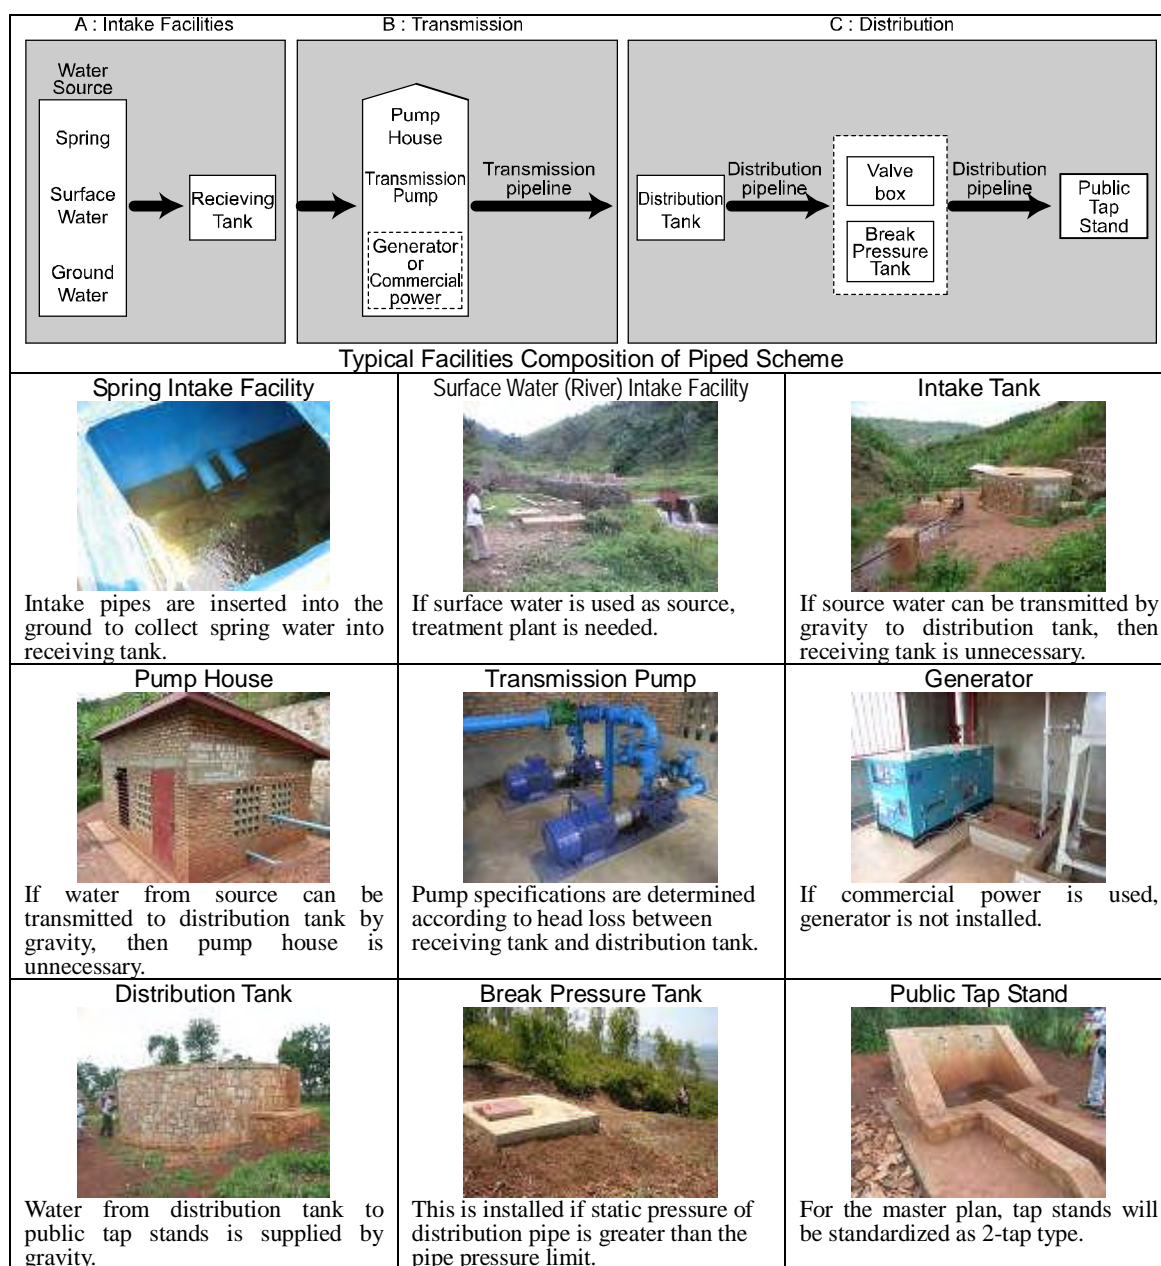 A : Intake Facilities
B : Transmission
C : Distribution
Water
Source
Spring
Surface
Water
Ground
Water
Recieving
Tank
Pump
House
Transmission
Pump
Generator
or
Commercial
power
Transmission
pipeline
Distribution
Tank
Distribution
pipeline
Valve
box
Break
Pressure
Tank
Distribution
pipeline
Public
Tap
Stand
Typical Facilities Composition of Piped Scheme
Spring Intake Facility
Intake pipes are inserted into the
ground to collect spring water into
receiving tank.
Surface Water (River) Intake Facility
If surface water is used as source,
treatment plant is needed.
Intake Tank
If source water can be transmitted by
gravity to distribution tank, then
receiving tank is unnecessary.
Pump House
If water from source can be
transmitted to distribution tank by
gravity, then pump house is
unnecessary.
Transmission Pump
Pump specifications are determined
according to head loss between
receiving tank and distribution tank.
Generator
If commercial power is used,
generator is not installed.
Distribution Tank
Water from distribution tank to
public tap stands is supplied by
gravity.
Break Pressure Tank
This is installed if static pressure of
distribution pipe is greater than the
pipe pressure limit.
Public Tap Stand
For the master plan, tap stands will
be standardized as 2-tap type.